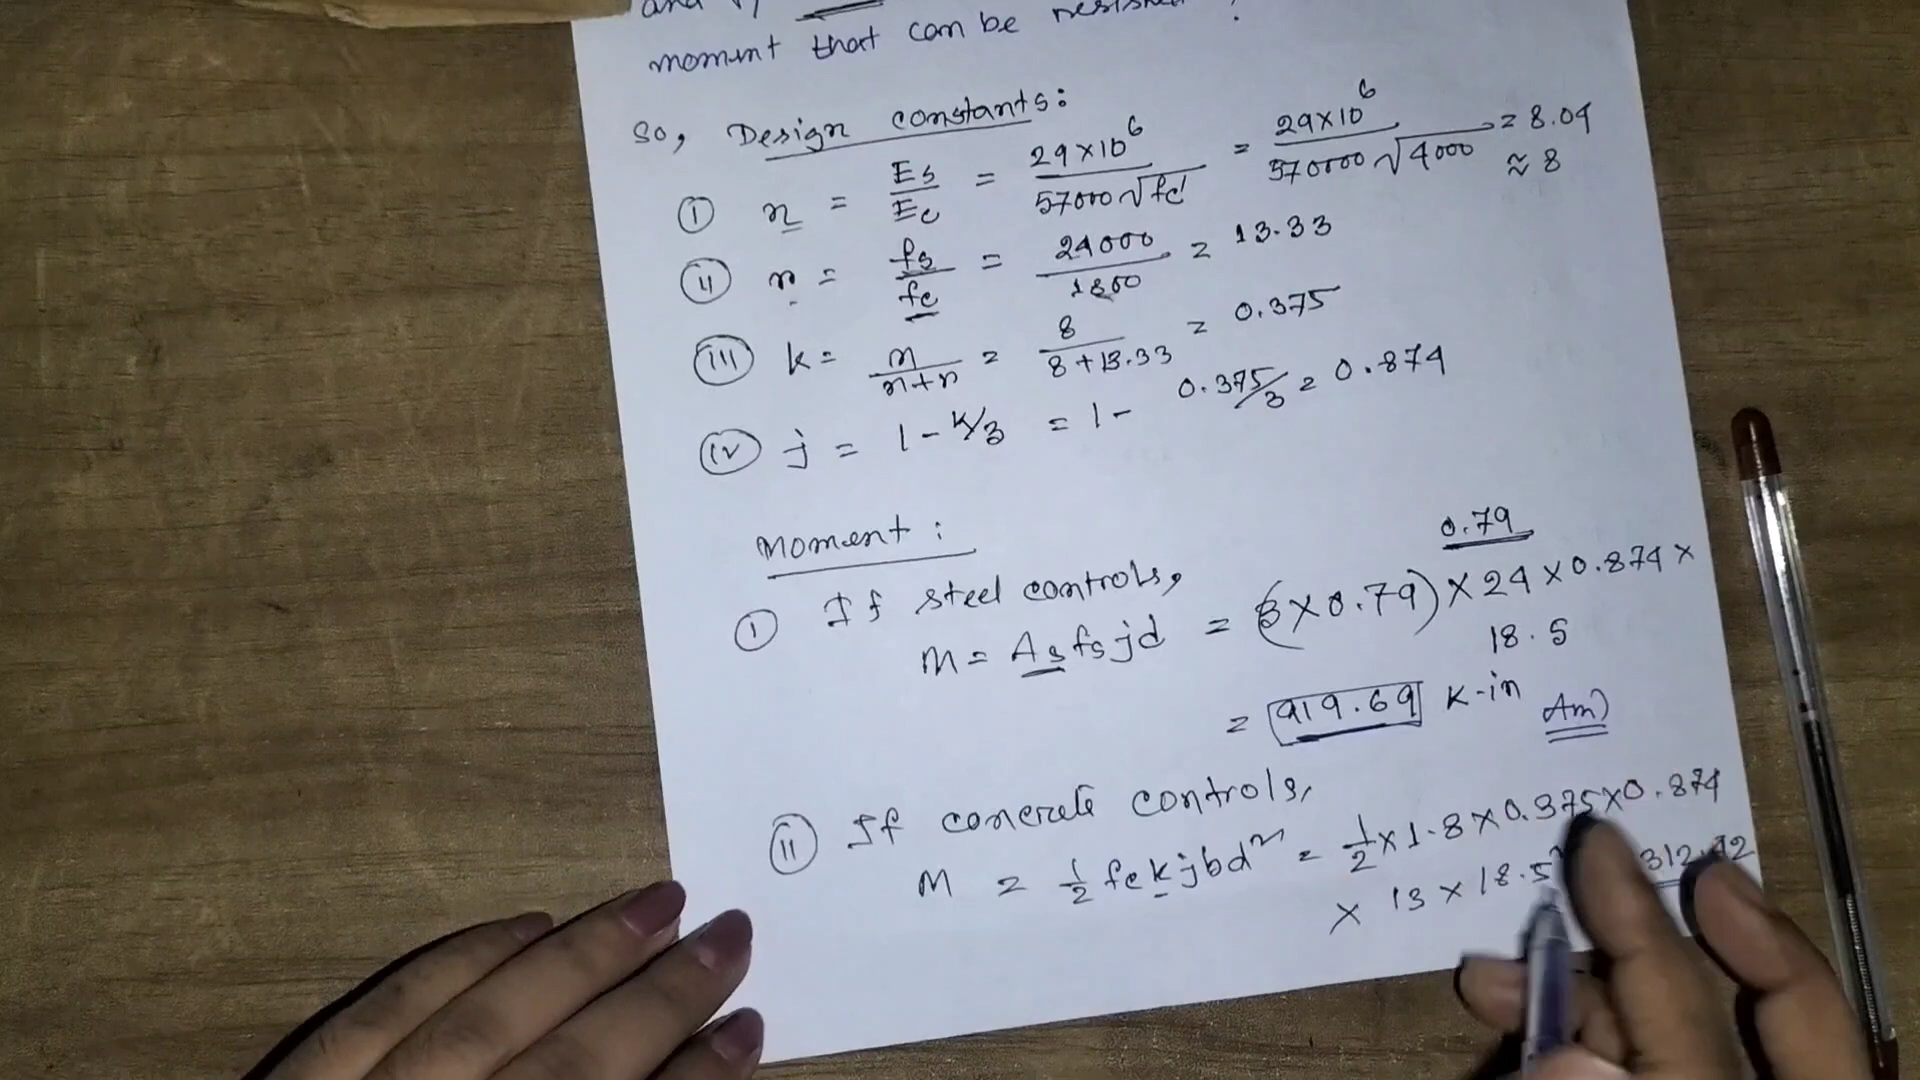 and
moment that can be resisted?
So, Design constants:
(i) n = Es/Ec = 29×10^6 / 57000√fc' = 29×10^6 / 570000√4000 = 8.04
≈ 8
(ii) r = fs/fc = 24000/1800 = 13.33
(iii) k = n/(n+r) = 8/(8+13.33) = 0.375
(iv) j = 1 - k/3 = 1 - 0.375/3 = 0.874
Moment:
0.79
(i) If steel controls,
M = As fs jd = (3×0.79)×24×0.874×
18.5
= 919.69 k-in Ans)
(ii) If concrete controls,
M = 1/2 fc k j b d² = 1/2 × 1.8 × 0.375 × 0.874
× 13 × 18.5